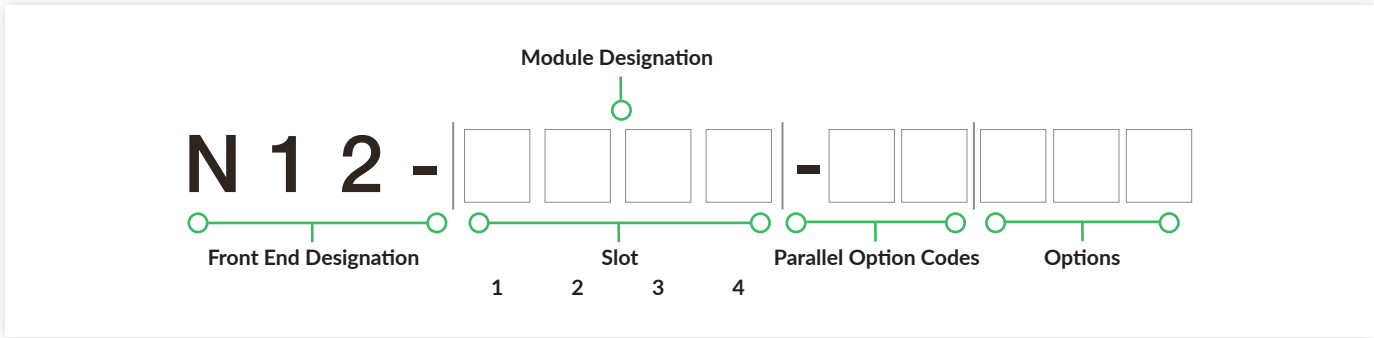 Module Designation
N 1 2 - -
Front End Designation Slot Parallel Option Codes Options
1 2 3 4